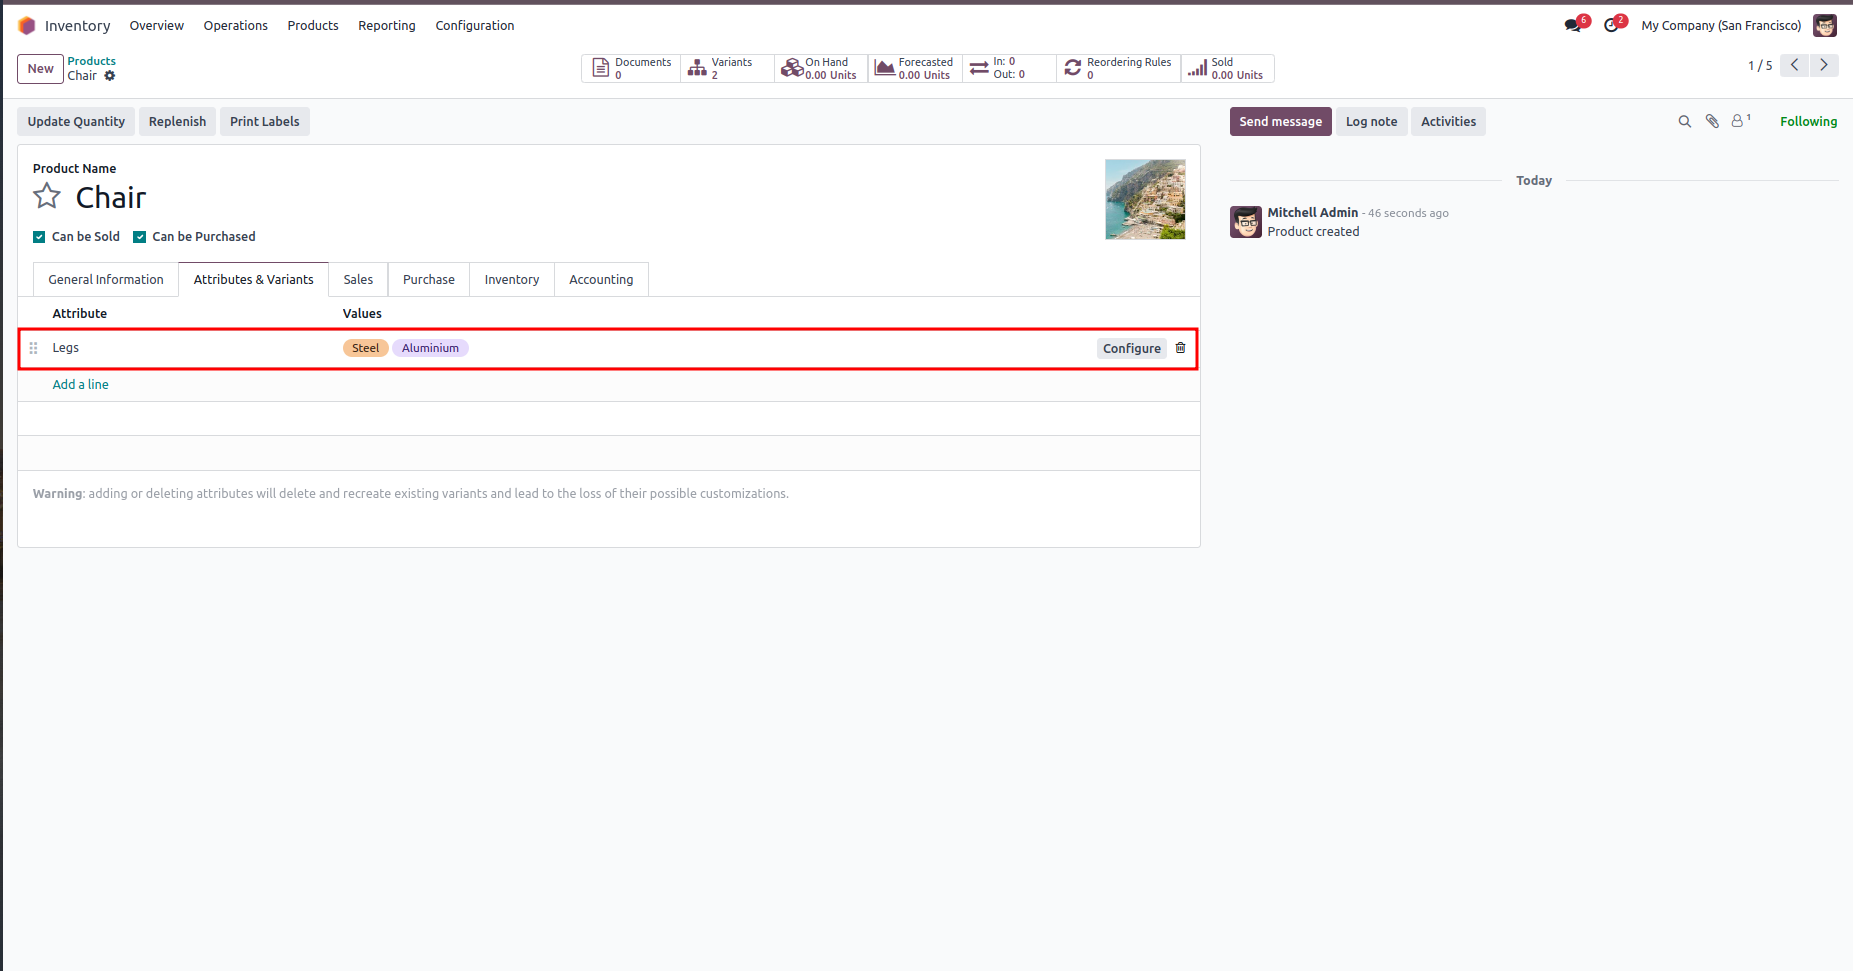 Inventory Overview Operations Products Reporting Configuration 6 2 My Company (San Francisco)
New Products
Chair
Documents
0
Variants
2
On Hand
0.00 Units
Forecasted
0.00 Units
In: 0
Out: 0
Reordering Rules
0
Sold
0.00 Units
1 / 5
Update Quantity Replenish Print Labels
Send message Log note Activities 1 Following
Product Name
Chair
Can be Sold Can be Purchased
General Information Attributes & Variants Sales Purchase Inventory Accounting
Attribute Values
Legs Steel Aluminium Configure
Add a line
Warning: adding or deleting attributes will delete and recreate existing variants and lead to the loss of their possible customizations.
Today
Mitchell Admin - 46 seconds ago
Product created